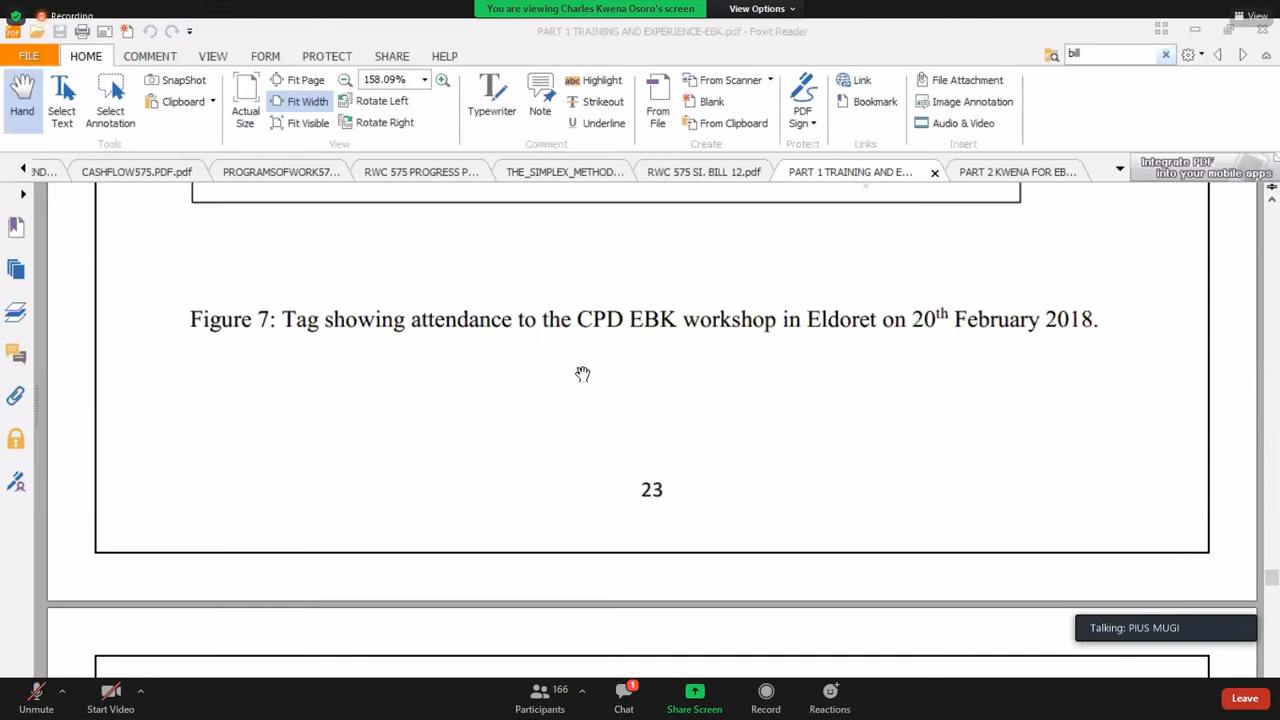 Recording
You are viewing Charles Kwena Osoro's screen
View Options
View
PART 1 TRAINING AND EXPERIENCE-EBK.pdf - Foxit Reader
FILE
HOME
COMMENT
VIEW
FORM
PROTECT
SHARE
HELP
bill
Hand
Select Text
Select Annotation
SnapShot
Clipboard
Tools
Actual Size
Fit Page
Fit Width
Fit Visible
158.09%
Rotate Left
Rotate Right
View
Typewriter
Note
Highlight
Strikeout
Underline
Comment
From File
From Scanner
Blank
From Clipboard
Create
PDF Sign
Protect
Link
Bookmark
Links
File Attachment
Image Annotation
Audio & Video
Insert
END...
CASHFLOW575.PDF.pdf
PROGRAMSOFWORK57...
RWC 575 PROGRESS P...
THE_SIMPLEX_METHOD...
RWC 575 SI. BILL 12.pdf
PART 1 TRAINING AND E...
PART 2 KWENA FOR EB...
Integrate PDF
into your mobile apps
Figure 7: Tag showing attendance to the CPD EBK workshop in Eldoret on 20th February 2018.
23
Talking: PIUS MUGI
Unmute
Start Video
166
Participants
1
Chat
Share Screen
Record
Reactions
Leave